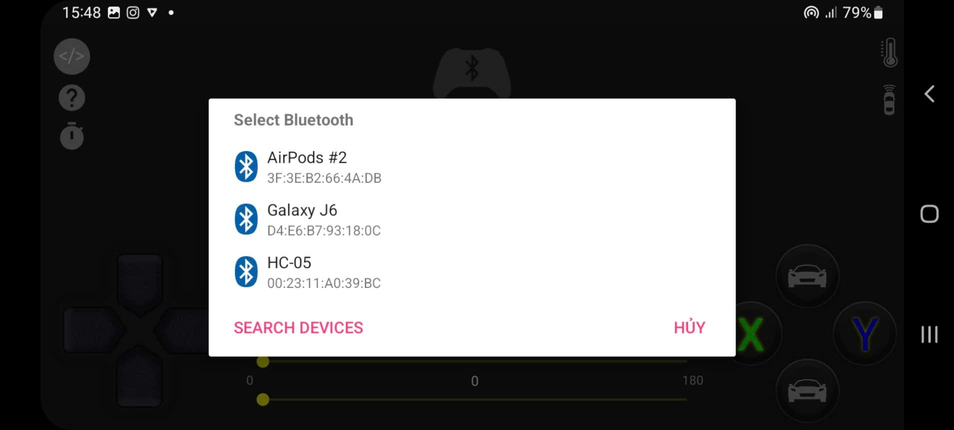 15:48
79%
</>
?
Select Bluetooth
AirPods #2
3F:3E:B2:66:4A:DB
Galaxy J6
D4:E6:B7:93:18:0C
HC-05
00:23:11:A0:39:BC
SEARCH DEVICES
HỦY
X
Y
0
0
180